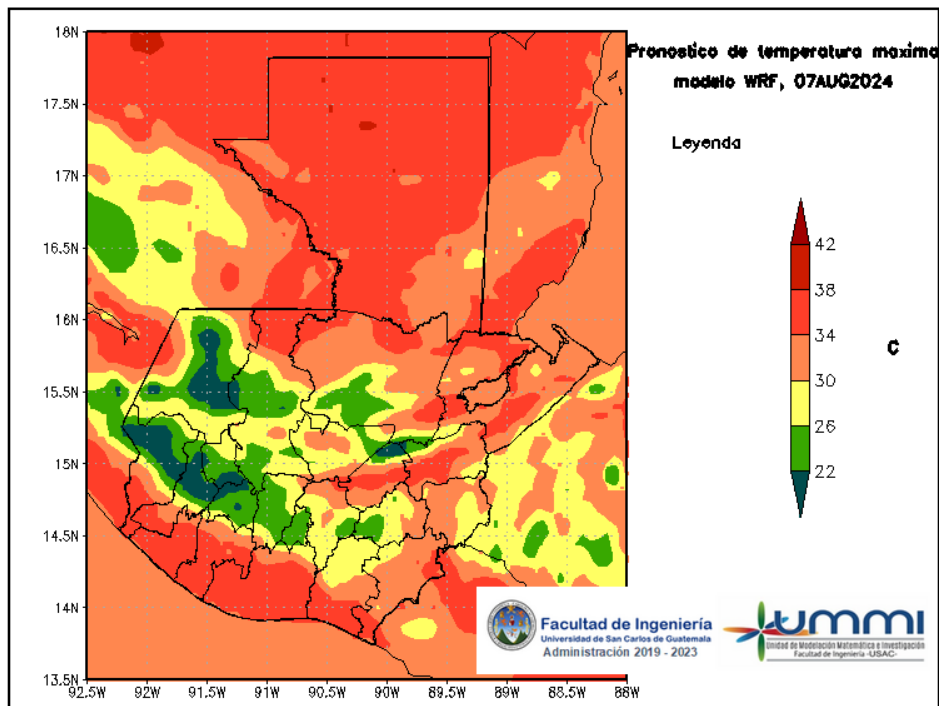 Pronostico de temperatura maxima
modelo WRF, 07AUG2024
Leyenda
42
38
34
30
26
22
C
18N
17.5N
17N
16.5N
16N
15.5N
15N
14.5N
14N
13.5N
92.5W
92W
91.5W
91W
90.5W
90W
89.5W
89W
88.5W
88W
Facultad de Ingeniería
Universidad de San Carlos de Guatemala
Administración 2019 - 2023
UMMI
Unidad de Modelación Matemática e Investigación
Facultad de Ingeniería -USAC-